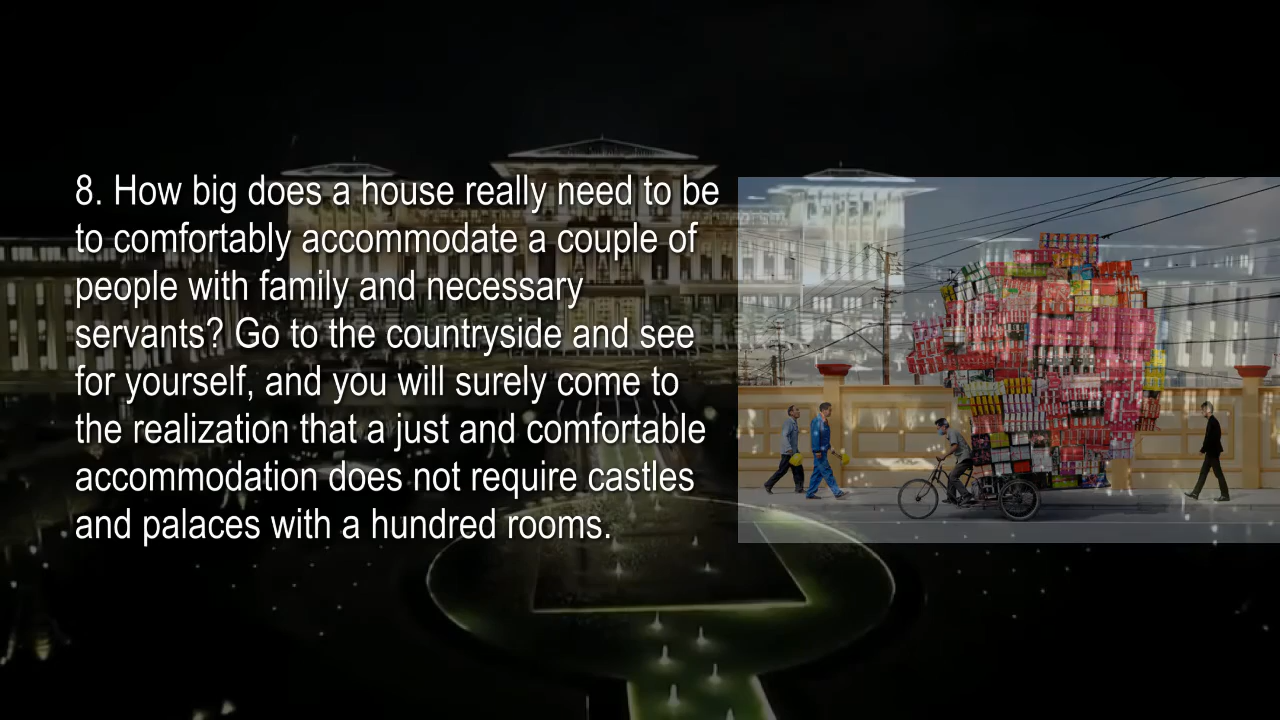 8. How big does a house really need to be
to comfortably accommodate a couple of
people with family and necessary
servants? Go to the countryside and see
for yourself, and you will surely come to
the realization that a just and comfortable
accommodation does not require castles
and palaces with a hundred rooms.